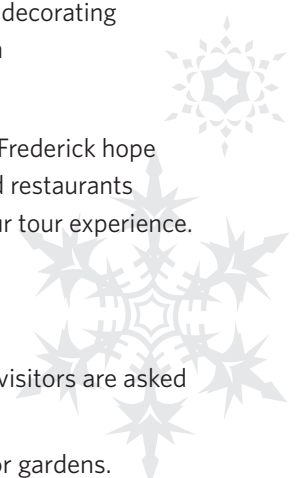 decorating
Frederick hope
d restaurants
ur tour experience.
visitors are asked
or gardens.